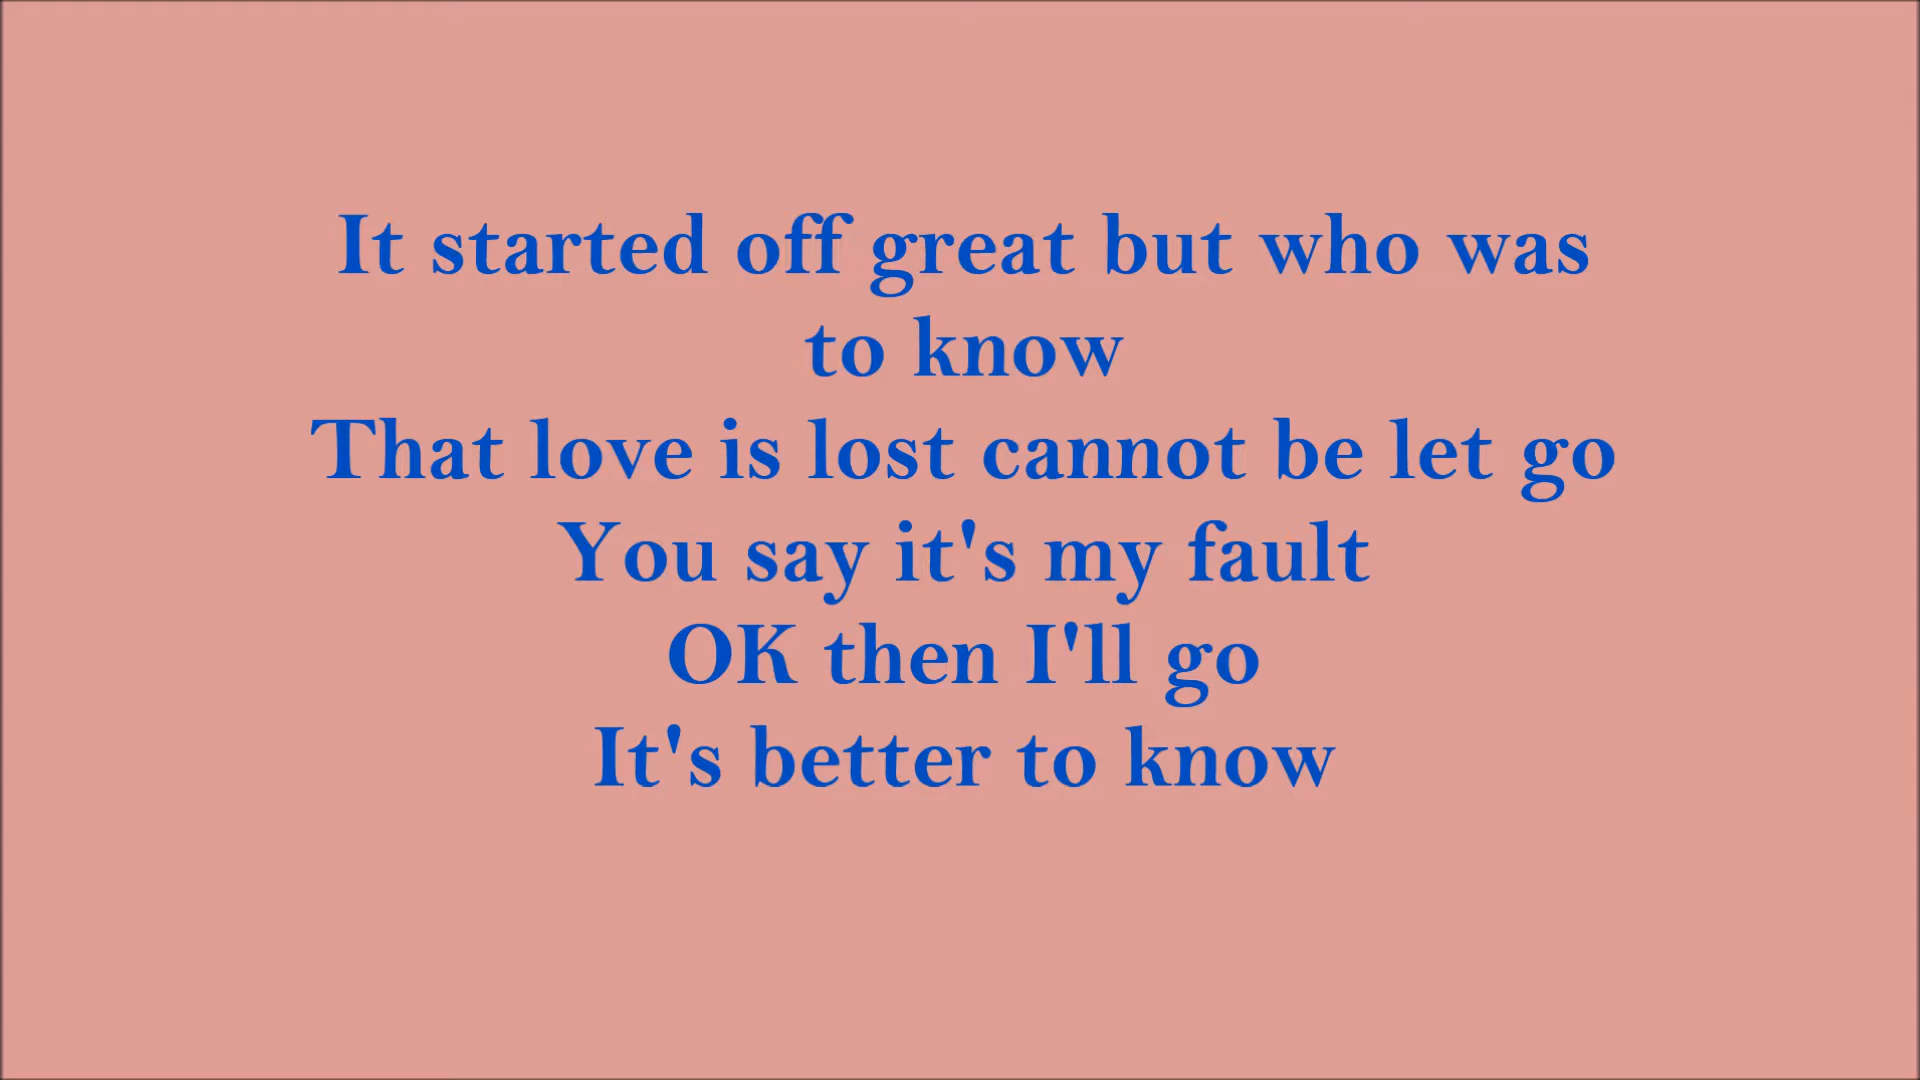 It started off great but who was
to know
That love is lost cannot be let go
You say it's my fault
OK then I'll go
It's better to know